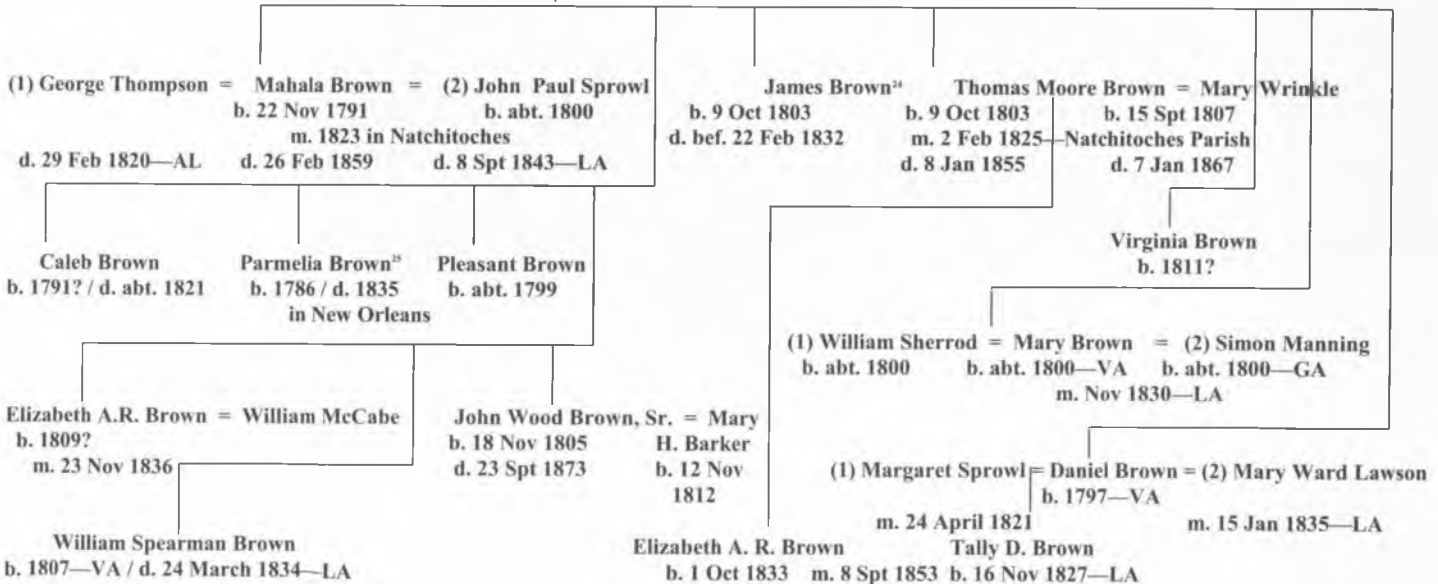 (1) George Thompson = Mahala Brown = (2) John Paul Sprowl
b. 22 Nov 1791 b. abt. 1800
m. 1823 in Natchitoches
d. 29 Feb 1820—AL d. 26 Feb 1859 d. 8 Spt 1843—LA
James Brown²⁴ Thomas Moore Brown = Mary Wrinkle
b. 9 Oct 1803 b. 9 Oct 1803 b. 15 Spt 1807
d. bef. 22 Feb 1832 m. 2 Feb 1825—Natchitoches Parish
d. 8 Jan 1855 d. 7 Jan 1867
Caleb Brown Parmelia Brown²⁵ Pleasant Brown
b. 1791? / d. abt. 1821 b. 1786 / d. 1835 b. abt. 1799
in New Orleans
Virginia Brown
b. 1811?
(1) William Sherrod = Mary Brown = (2) Simon Manning
b. abt. 1800 b. abt. 1800—VA b. abt. 1800—GA
m. Nov 1830—LA
Elizabeth A.R. Brown = William McCabe
b. 1809?
m. 23 Nov 1836
John Wood Brown, Sr. = Mary
b. 18 Nov 1805 H. Barker
d. 23 Spt 1873 b. 12 Nov
1812
(1) Margaret Sprowl = Daniel Brown = (2) Mary Ward Lawson
b. 1797—VA
m. 24 April 1821 m. 15 Jan 1835—LA
William Spearman Brown
b. 1807—VA / d. 24 March 1834—LA
Elizabeth A. R. Brown Tally D. Brown
b. 1 Oct 1833 m. 8 Spt 1853 b. 16 Nov 1827—LA